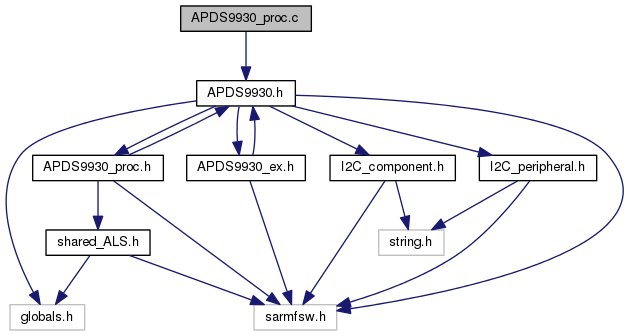 APDS9930_proc.c
APDS9930.h
APDS9930_proc.h
APDS9930_ex.h
I2C_component.h
I2C_peripheral.h
shared_ALS.h
string.h
globals.h
sarmfsw.h